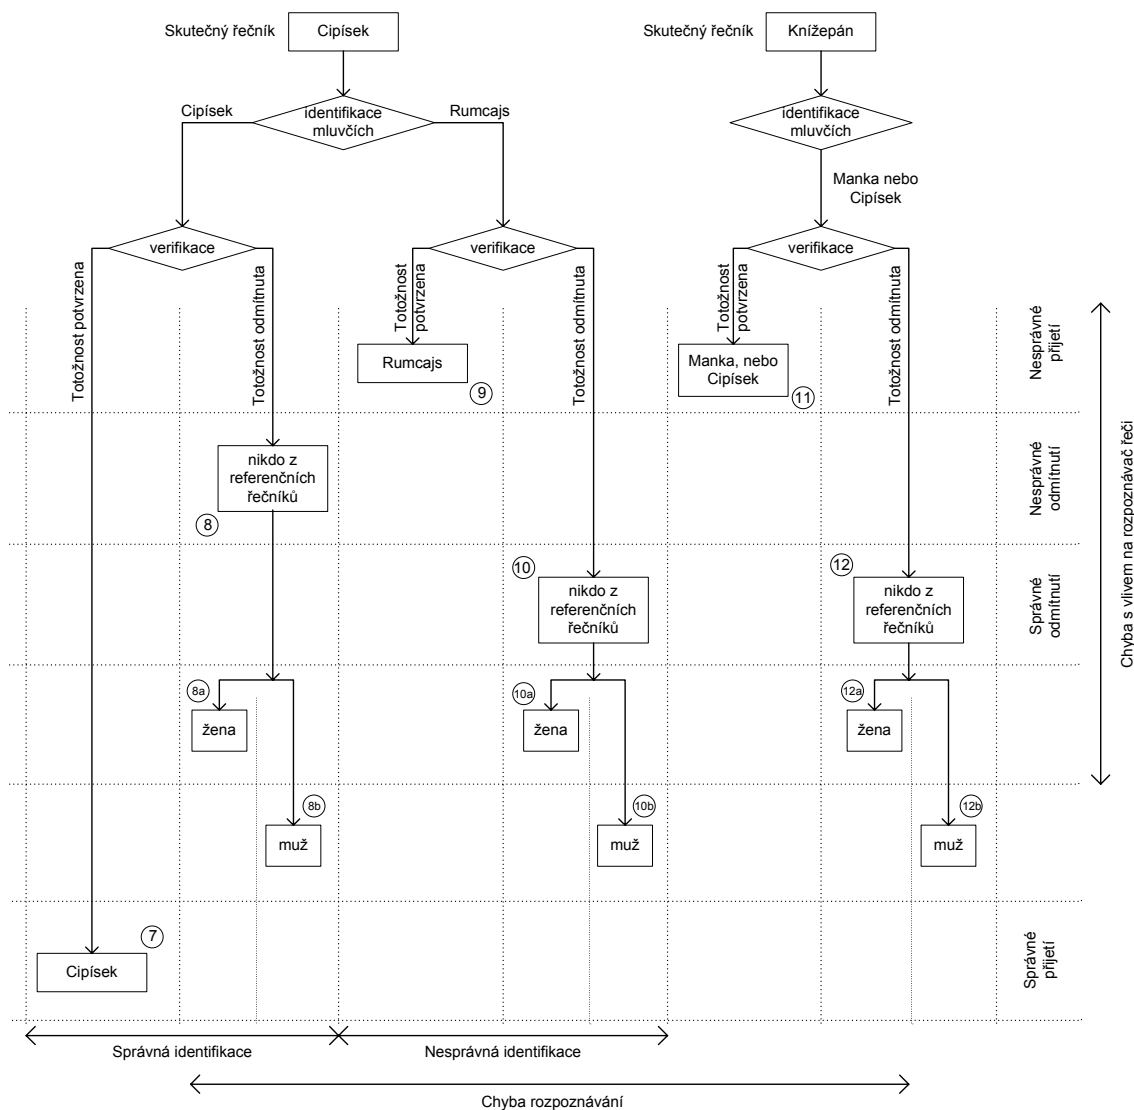 Skutečný řečník
Cipísek
Skutečný řečník
Knížepán
Cipísek
identifikace
mluvčích
Rumcajs
identifikace
mluvčích
Manka nebo
Cipísek
verifikace
verifikace
verifikace
Totožnost potvrzena
Totožnost odmítnuta
Totožnost
potvrzena
Totožnost odmítnuta
Totožnost
potvrzena
Totožnost odmítnuta
Nesprávné
přijetí
Rumcajs
9
Manka, nebo
Cipísek
11
Chyba s vlivem na rozpoznávač řeči
nikdo z
referenčních
řečníků
8
Nesprávné
odmítnutí
10
nikdo z
referenčních
řečníků
12
nikdo z
referenčních
řečníků
Správné
odmítnutí
8a
žena
10a
žena
12a
žena
8b
muž
10b
muž
12b
muž
7
Cipísek
Správné
přijetí
Správná identifikace
Nesprávná identifikace
Chyba rozpoznávání